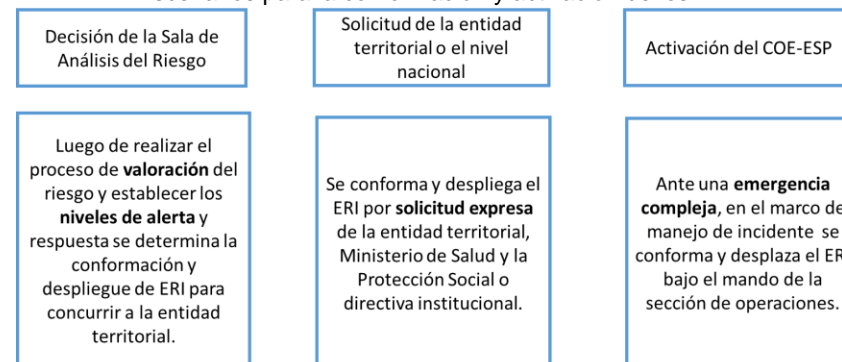 Decisión de la Sala de
Análisis del Riesgo
Solicitud de la entidad
territorial o el nivel
nacional
Activación del COE-ESP
Luego de realizar el
proceso de valoración del
riesgo y establecer los
niveles de alerta y
respuesta se determina la
conformación y
despliegue de ERI para
concurrir a la entidad
territorial.
Se conforma y despliega el
ERI por solicitud expresa
de la entidad territorial,
Ministerio de Salud y la
Protección Social o
directiva institucional.
Ante una emergencia
compleja, en el marco de
manejo de incidente se
conforma y desplaza el
bajo el mando de la
sección de operaciones.